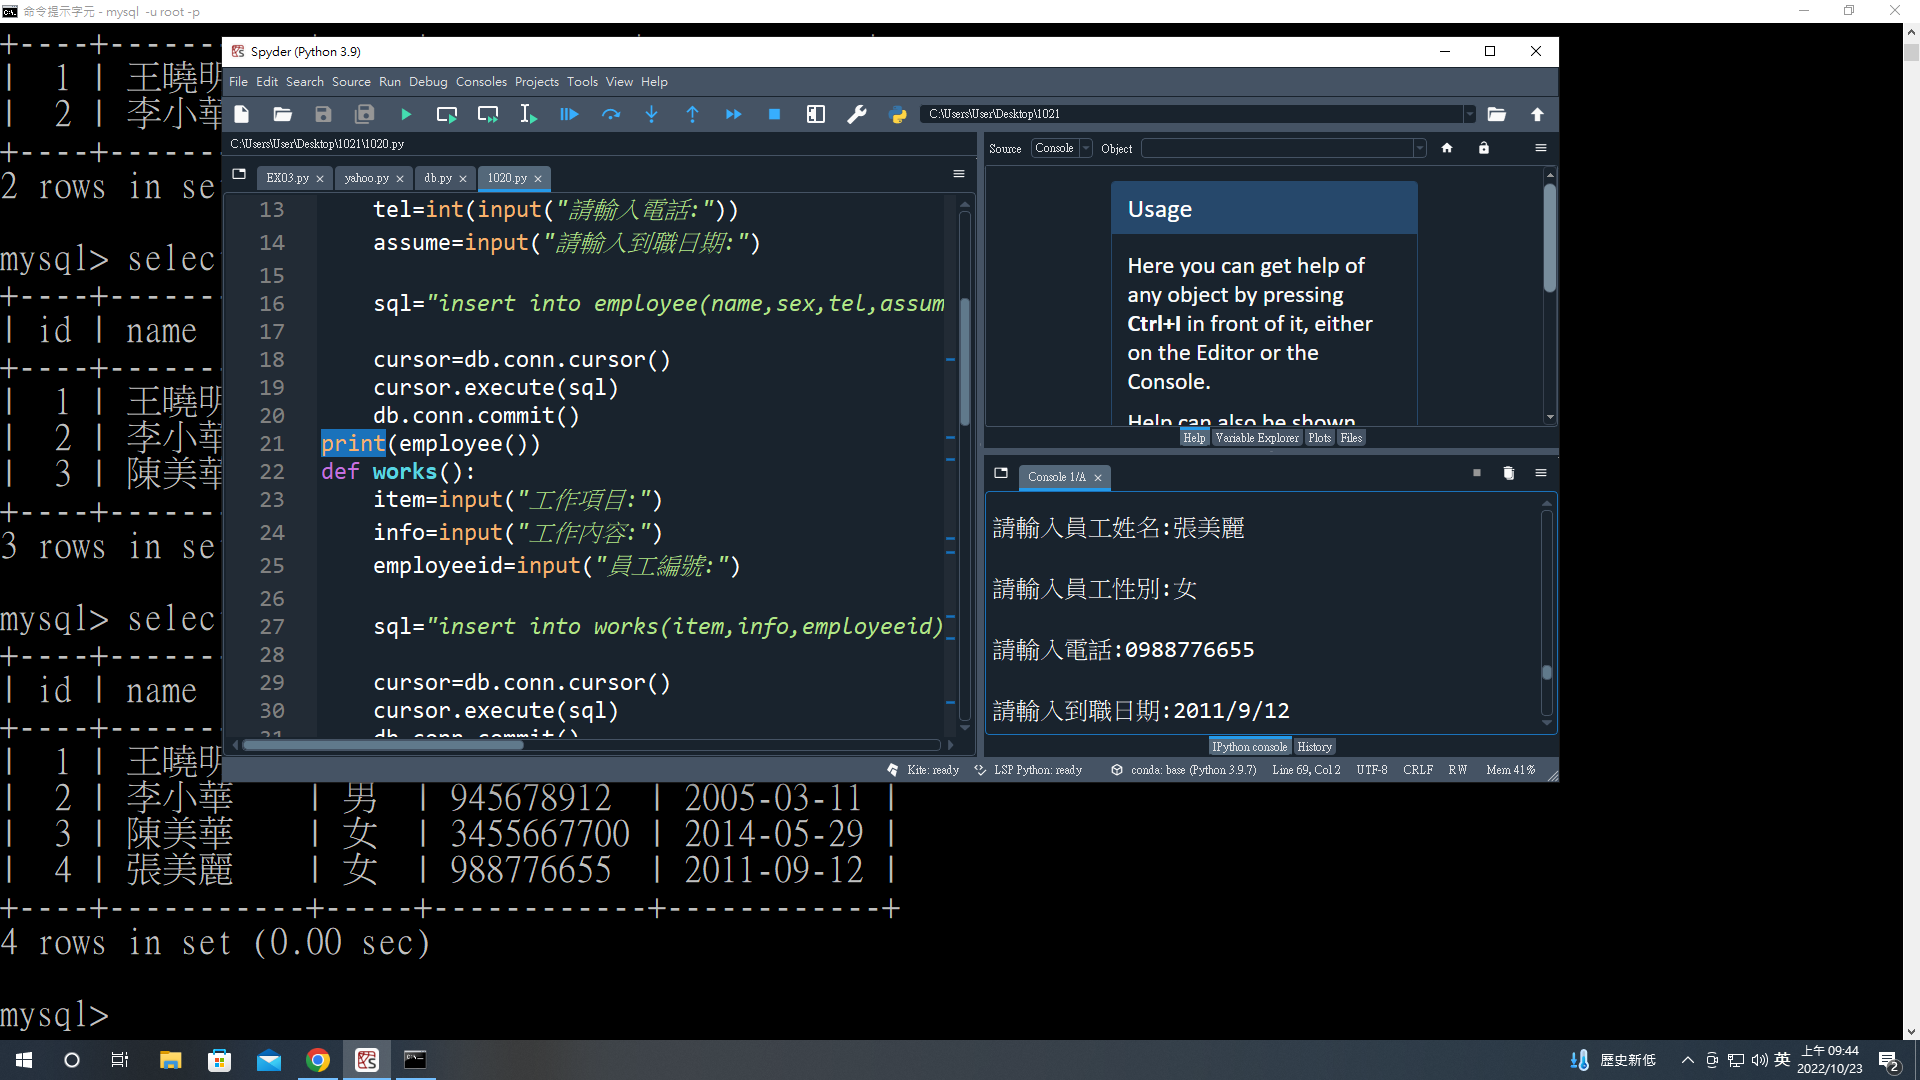 命令提示字元 - mysql  -u root -p
+----+-------
|  1 | 王曉明
|  2 | 李小華
+----+-------
2 rows in se
mysql> selec
+----+-------
| id | name
+----+-------
|  1 | 王曉明
|  2 | 李小華
|  3 | 陳美華
+----+-------
3 rows in se
mysql> selec
+----+-------
| id | name
+----+-------
|  1 | 王曉明
|  2 | 李小華    | 男  | 945678912  | 2005-03-11 |
|  3 | 陳美華    | 女  | 3455667700 | 2014-05-29 |
|  4 | 張美麗    | 女  | 988776655  | 2011-09-12 |
+----+-----------+-----+------------+------------+
4 rows in set (0.00 sec)
mysql>
Spyder (Python 3.9)
File Edit Search Source Run Debug Consoles Projects Tools View Help
C:\Users\User\Desktop\1021
C:\Users\User\Desktop\1021\1020.py
EX03.py yahoo.py db.py 1020.py
13 tel=int(input("請輸入電話:"))
14 assume=input("請輸入到職日期:")
15
16 sql="insert into employee(name,sex,tel,assum
17
18 cursor=db.conn.cursor()
19 cursor.execute(sql)
20 db.conn.commit()
21 print(employee())
22 def works():
23 item=input("工作項目:")
24 info=input("工作內容:")
25 employeeid=input("員工編號:")
26
27 sql="insert into works(item,info,employeeid)
28
29 cursor=db.conn.cursor()
30 cursor.execute(sql)
31 db.conn.commit()
Source Console Object
Usage
Here you can get help of
any object by pressing
Ctrl+I in front of it, either
on the Editor or the
Console.
Help can also be shown
Help Variable Explorer Plots Files
Console 1/A
請輸入員工姓名:張美麗
請輸入員工性別:女
請輸入電話:0988776655
請輸入到職日期:2011/9/12
IPython console History
Kite: ready LSP Python: ready conda: base (Python 3.9.7) Line 69, Col 2 UTF-8 CRLF RW Mem 41%
歷史新低 英 上午 09:44
2022/10/23
2